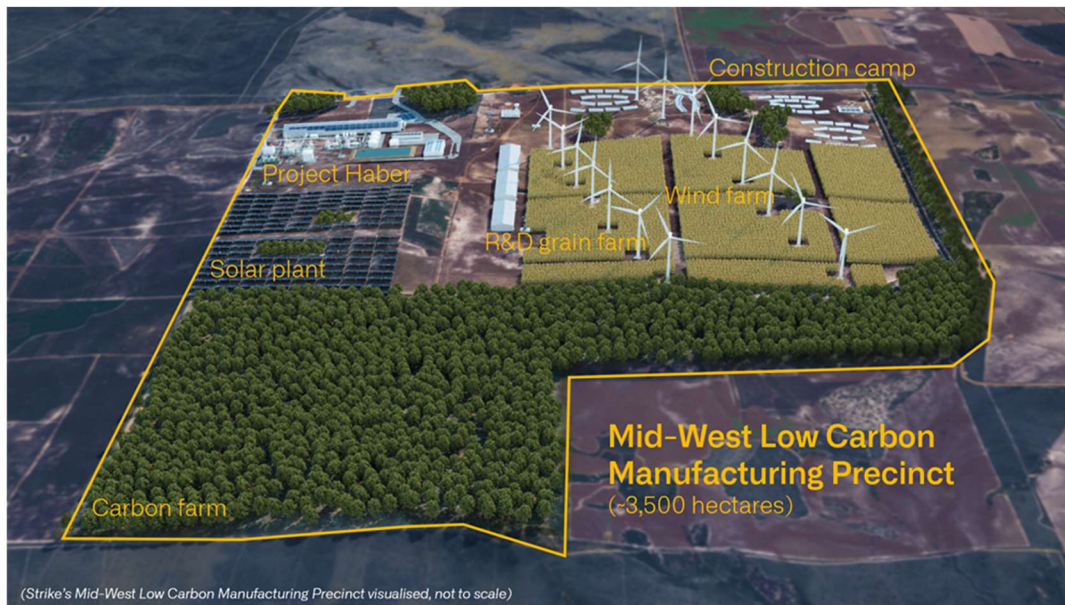 Construction camp
Project Haber
Wind farm
R&D grain farm
Solar plant
Mid-West Low Carbon
Manufacturing Precinct
(~3,500 hectares)
Carbon farm
(Strike's Mid-West Low Carbon Manufacturing Precinct visualised, not to scale)